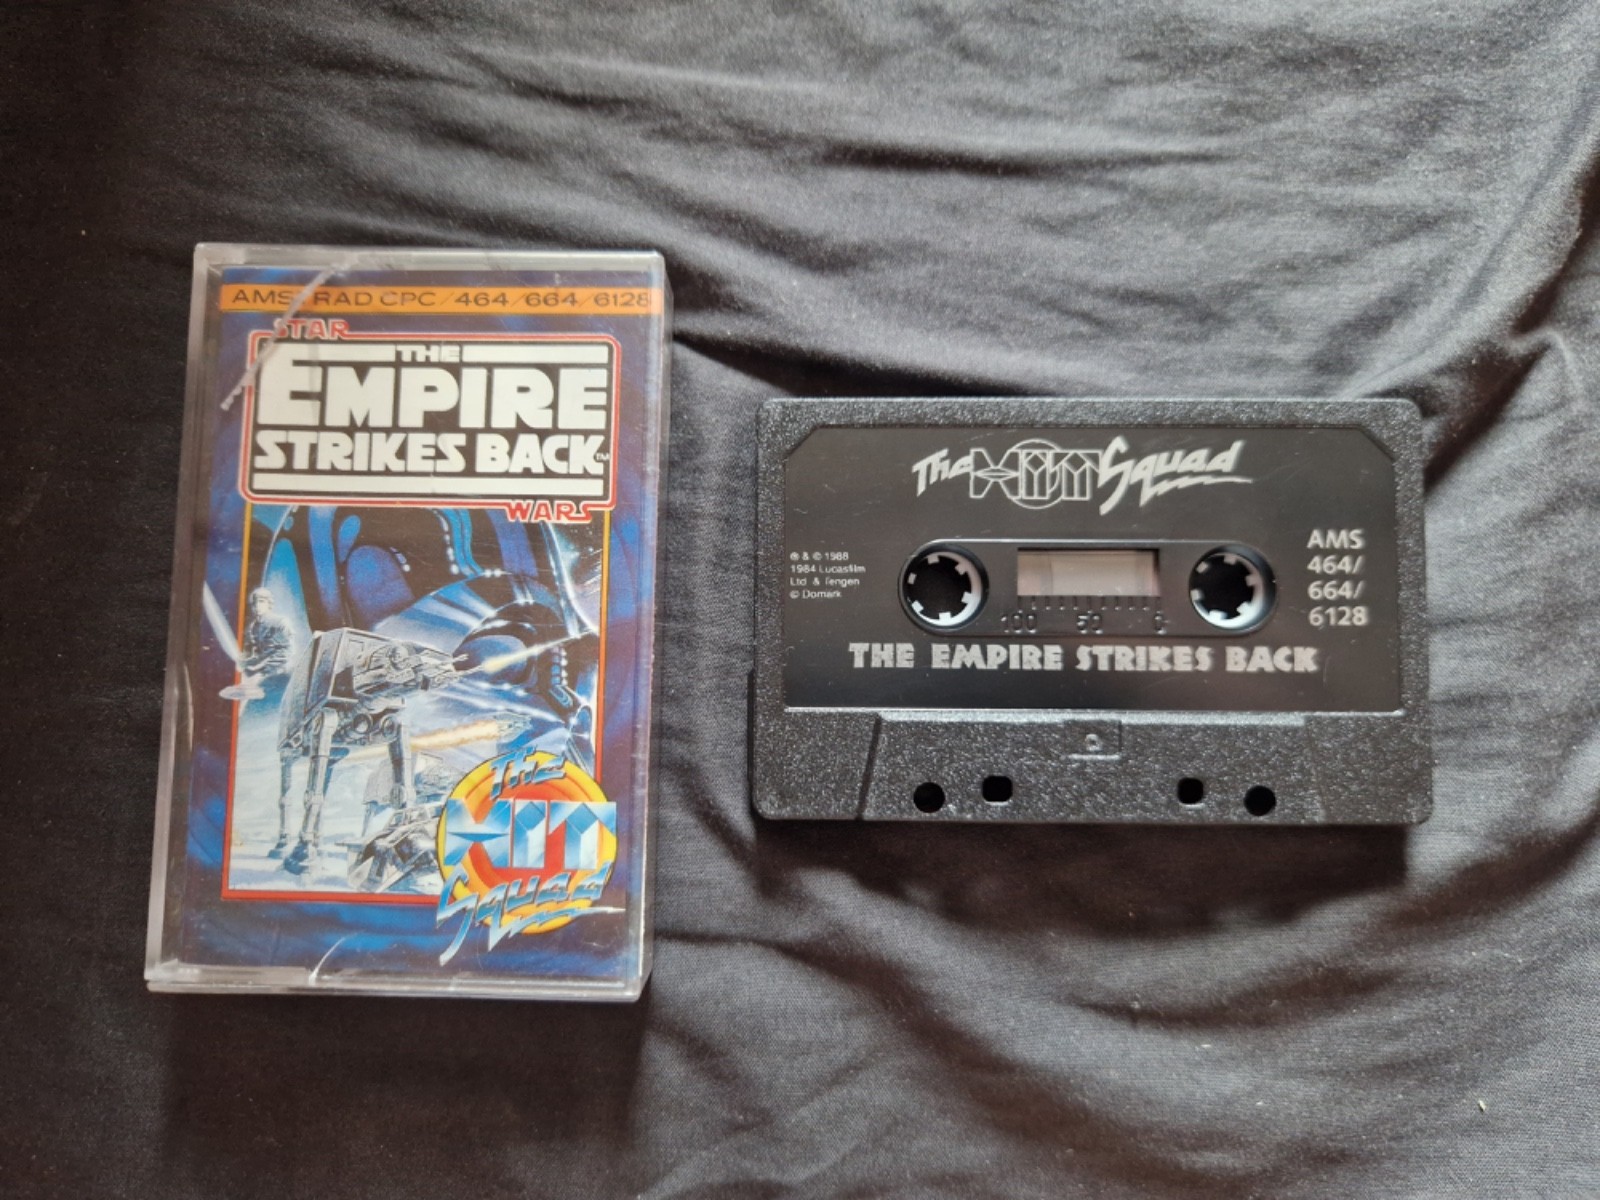 AMSTRAD CPC/464/664/6128
STAR
THE
EMPIRE
STRIKES BACK™
WARS
The
HIT
Squad
The HIT Squad
℗ & © 1988
1984 Lucasfilm
Ltd & Tengen
© Domark
AMS
464/
664/
6128
100 50 0
THE EMPIRE STRIKES BACK